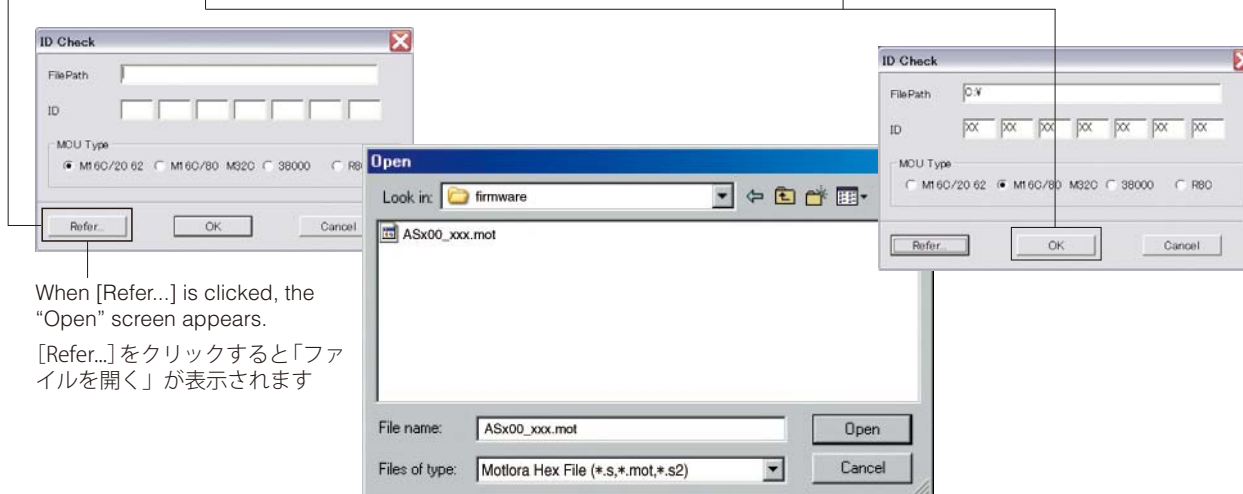 ID Check
FilePath
ID
MCU Type
M16C/20 62 M16C/80 M32C 38000 R8
Refer...
OK
Cancel
When [Refer...] is clicked, the
“Open” screen appears.
［Refer...］をクリックすると「ファ
イルを開く」が表示されます
Open
Look in: firmware
ASx00_xxx.mot
File name: ASx00_xxx.mot
Open
Files of type: Motlora Hex File (*.s,*.mot,*.s2)
Cancel
ID Check
FilePath C:¥
ID XX XX XX XX XX XX XX
MCU Type
M16C/20 62 M16C/80 M32C 38000 R8C
Refer...
OK
Cancel